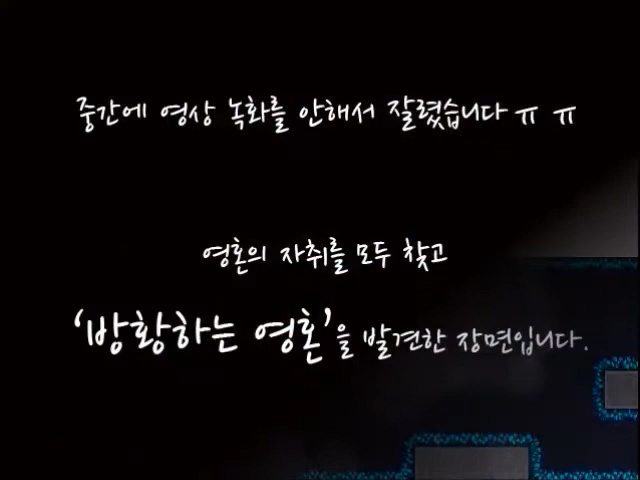 중간에 영상 녹화를 안해서 잘렸습니다 ㅠ ㅠ
영혼의 자취를 모두 찾고
‘방황하는 영혼’을 발견한 장면입니다.